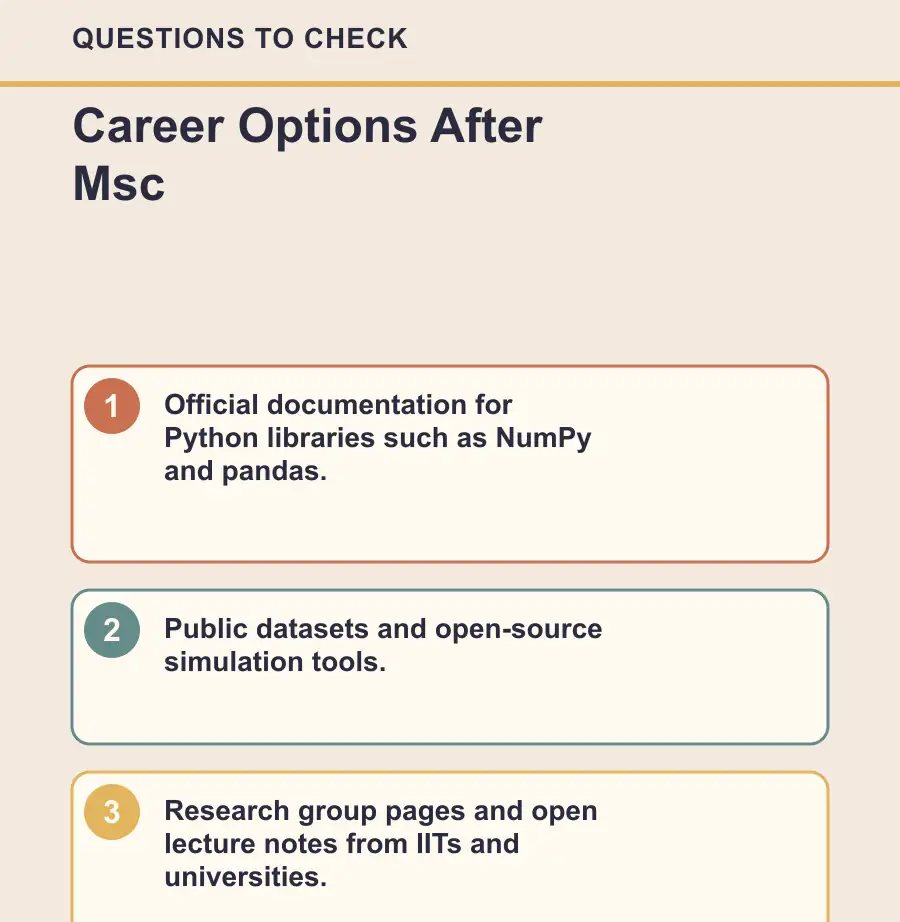 QUESTIONS TO CHECK
Career Options After
Msc
1
Official documentation for
Python libraries such as NumPy
and pandas.
2
Public datasets and open-source
simulation tools.
3
Research group pages and open
lecture notes from IITs and
universities.